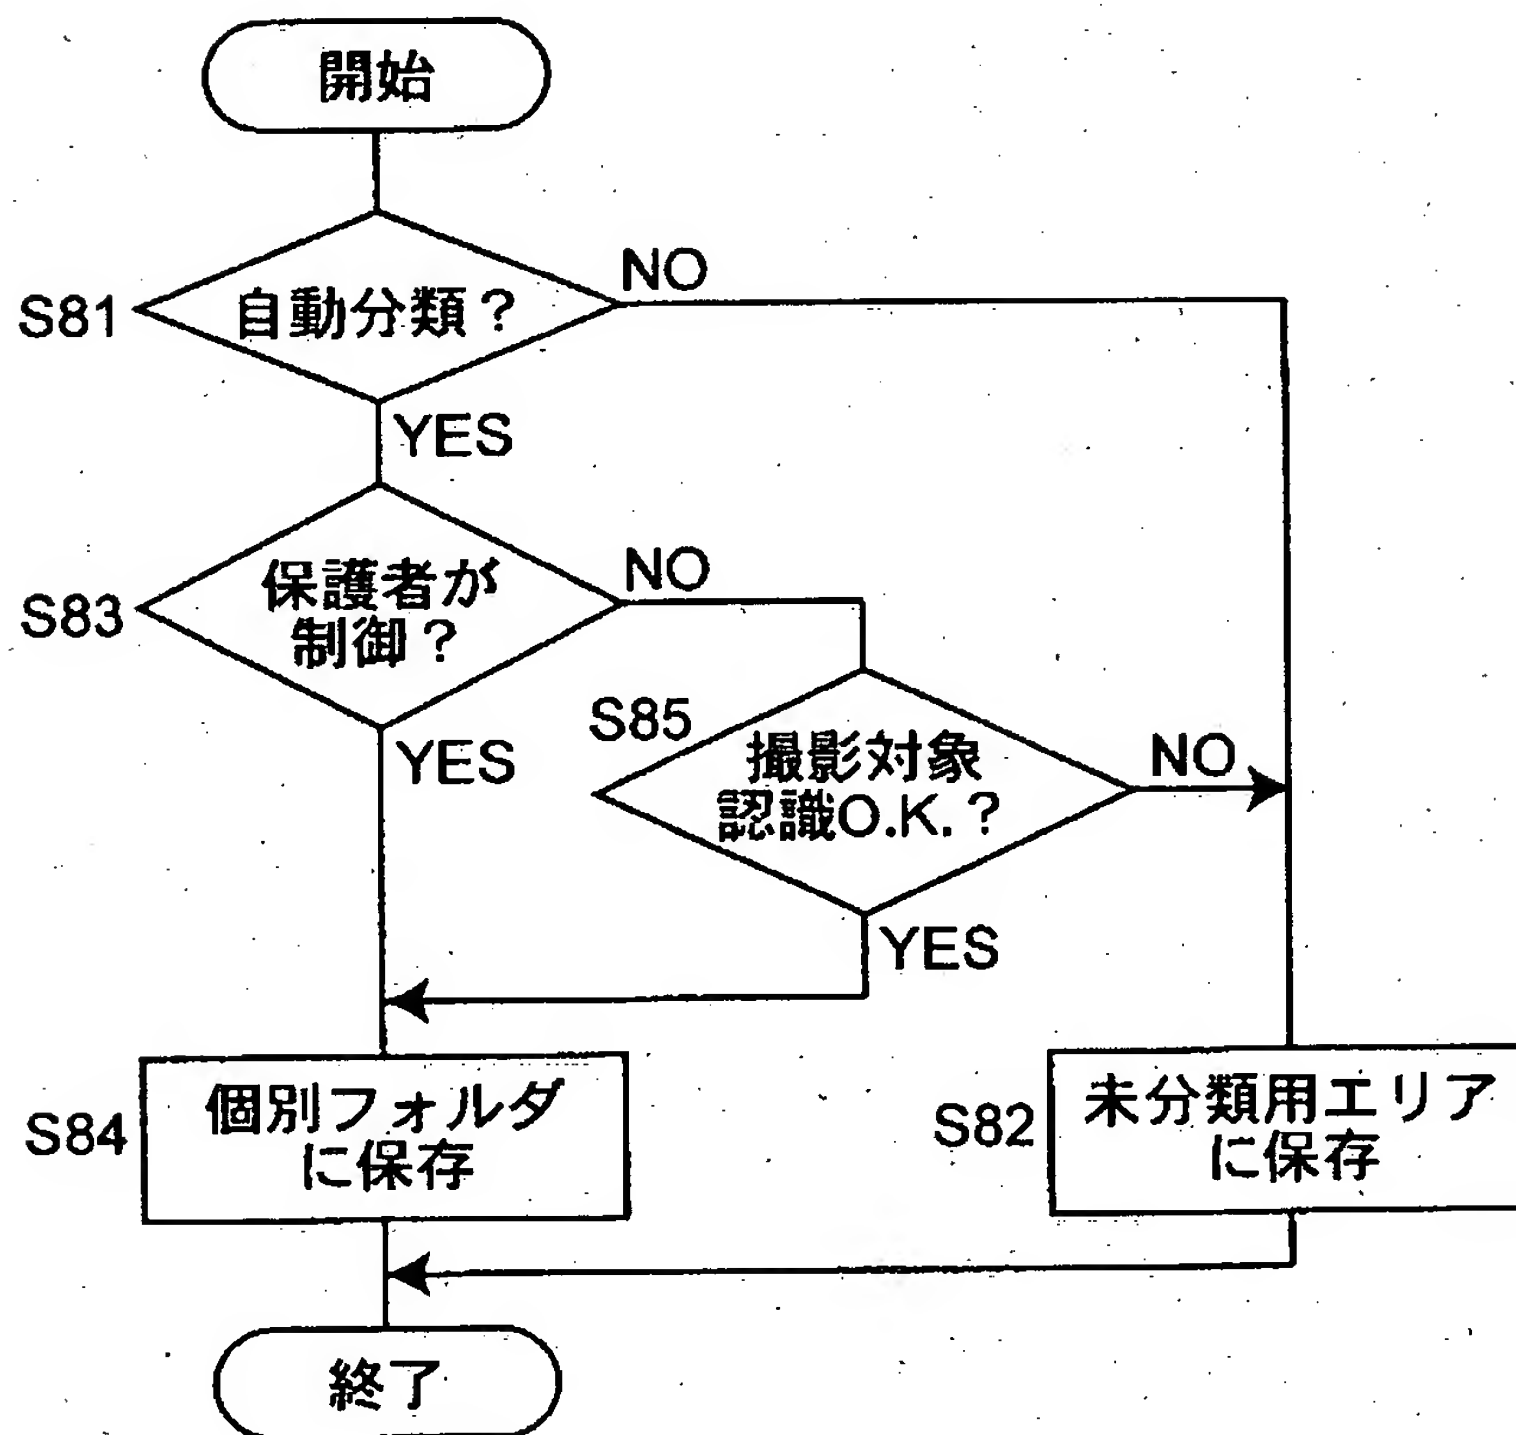 開始
S81
自動分類？
NO
YES
S83
保護者が
制御？
NO
YES
S85
撮影対象
認識O.K.？
NO
YES
S84
個別フォルダ
に保存
S82
未分類用エリア
に保存
終了